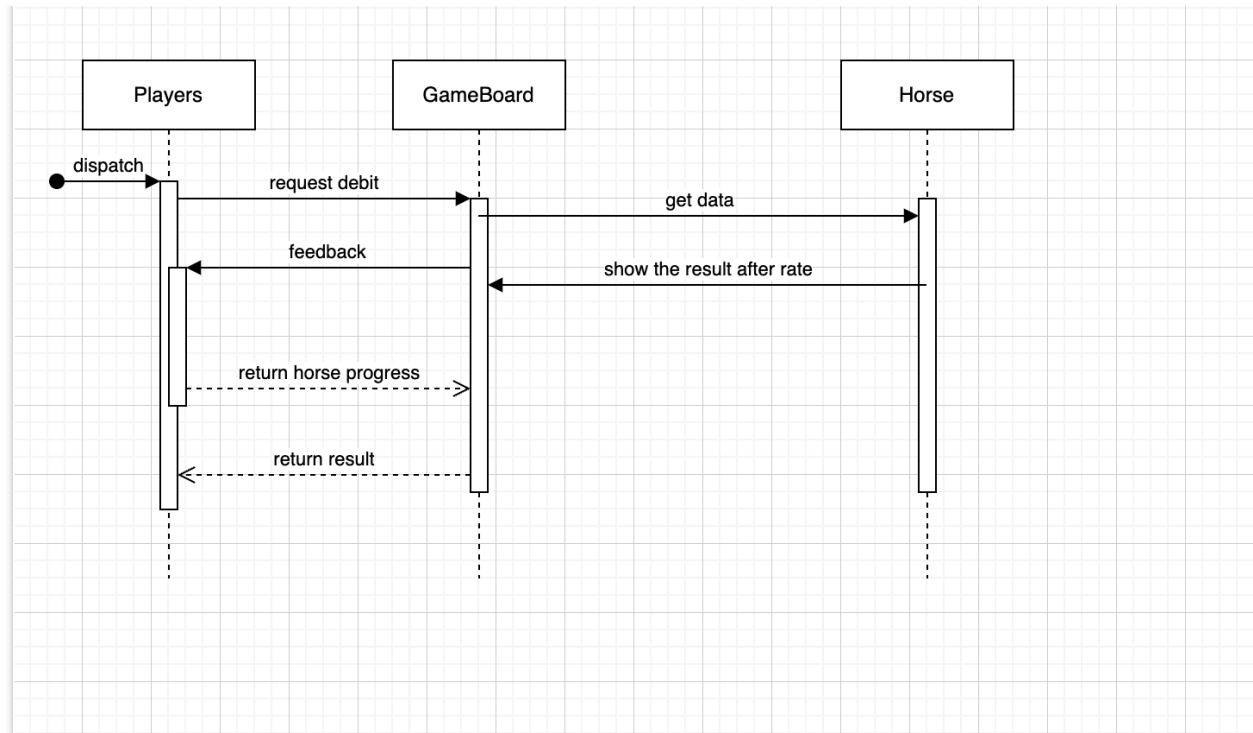 Players
GameBoard
Horse
dispatch
request debit
get data
feedback
show the result after rate
return horse progress
return result